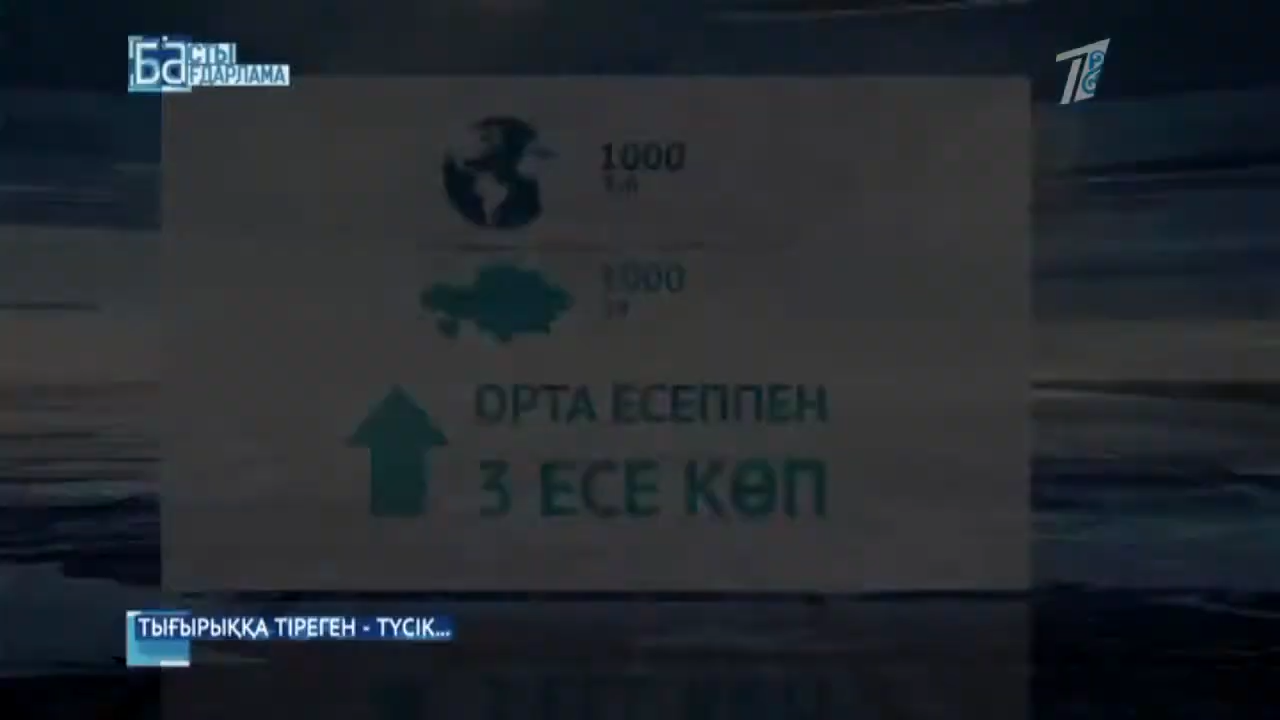 БАСТЫ
БАҒДАРЛАМА
1000
1000
ОРТА ЕСЕППЕН
3 ЕСЕ КӨП
ТЫҒЫРЫҚҚА ТІРЕГЕН - ТҮСІК...